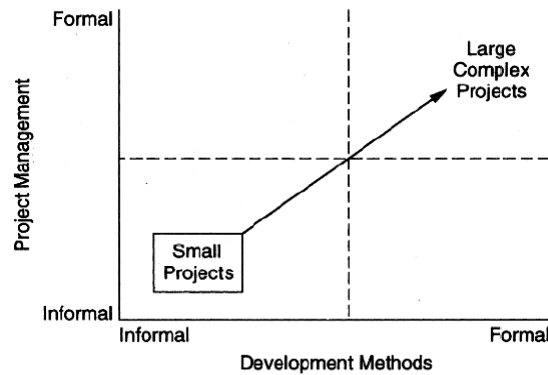 Formal
Large
Complex
Projects
Project Management
Small
Projects
Informal
Informal
Formal
Development Methods